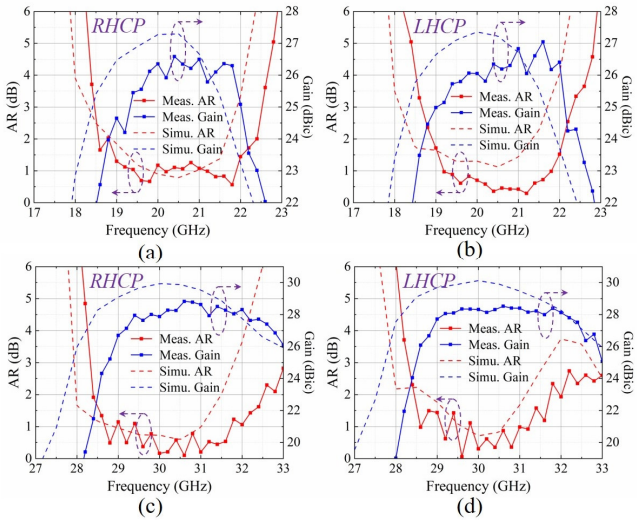 RHCP
AR (dB)
6
5
4
3
2
1
0
Meas. AR
Meas. Gain
Simu. AR
Simu. Gain
28
27
26
25
24
23
22
Gain (dBic)
17 18 19 20 21 22 23
Frequency (GHz)
(a)
LHCP
AR (dB)
6
5
4
3
2
1
0
Meas. AR
Meas. Gain
Simu. AR
Simu. Gain
28
27
26
25
24
23
22
Gain (dBic)
17 18 19 20 21 22 23
Frequency (GHz)
(b)
RHCP
AR (dB)
6
5
4
3
2
1
0
Meas. AR
Meas. Gain
Simu. AR
Simu. Gain
30
28
26
24
22
20
Gain (dBic)
27 28 29 30 31 32 33
Frequency (GHz)
(c)
LHCP
AR (dB)
6
5
4
3
2
1
0
Meas. AR
Meas. Gain
Simu. AR
Simu. Gain
30
28
26
24
22
20
Gain (dBic)
27 28 29 30 31 32 33
Frequency (GHz)
(d)